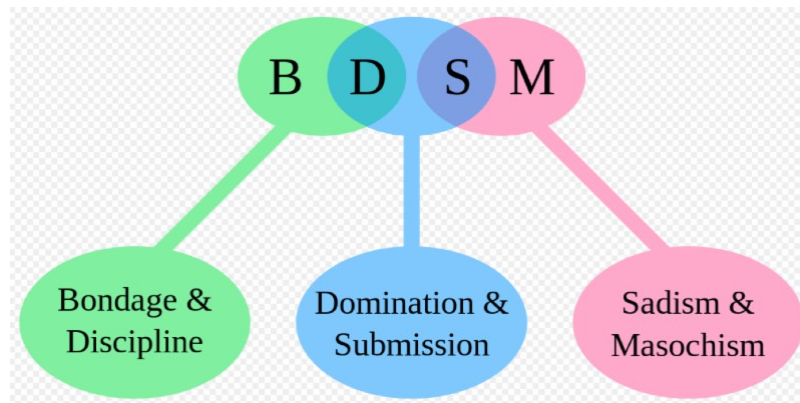 B D S M
Bondage &
Discipline
Domination &
Submission
Sadism &
Masochism